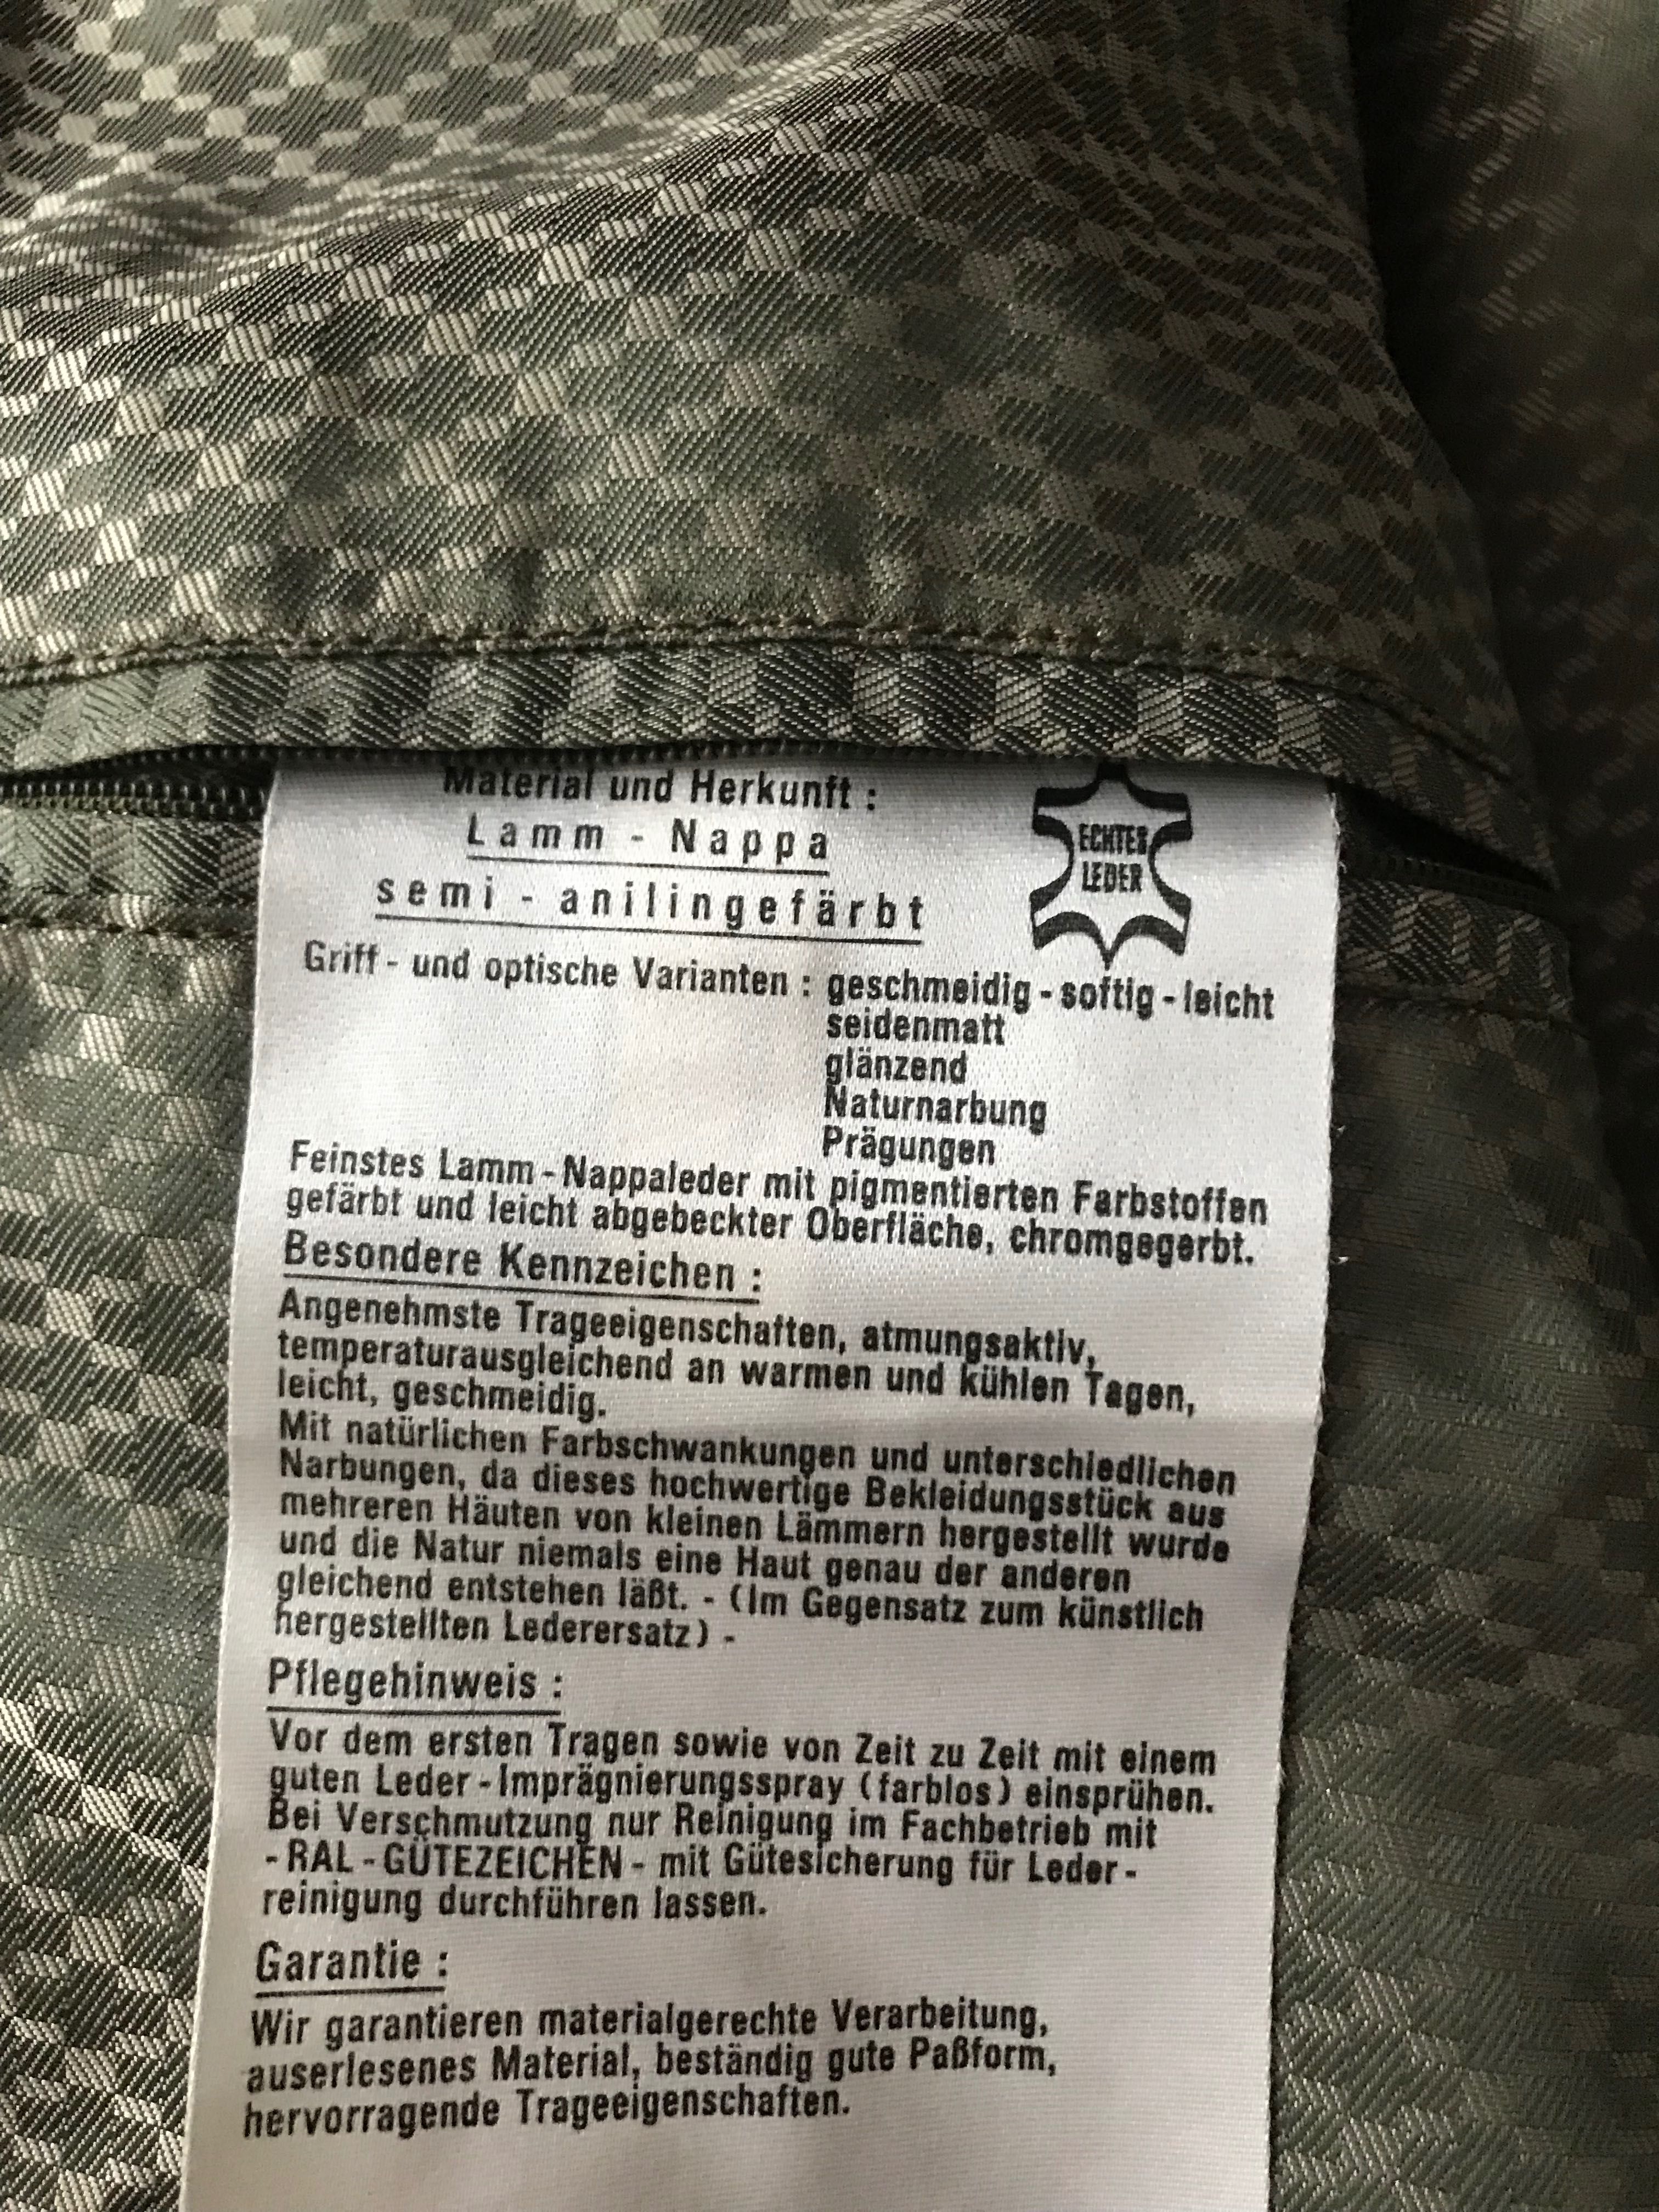 Material und Herkunft :
Lamm - Nappa
semi - anilingefärbt
ECHTES
LEDER
Griff - und optische Varianten : geschmeidig - softig - leicht
seidenmatt
glänzend
Naturnarbung
Prägungen
Feinstes Lamm - Nappaleder mit pigmentierten Farbstoffen
gefärbt und leicht abgebeckter Oberfläche, chromgegerbt.
Besondere Kennzeichen :
Angenehmste Trageeigenschaften, atmungsaktiv,
temperaturausgleichend an warmen und kühlen Tagen,
leicht, geschmeidig.
Mit natürlichen Farbschwankungen und unterschiedlichen
Narbungen, da dieses hochwertige Bekleidungsstück aus
mehreren Häuten von kleinen Lämmern hergestellt wurde
und die Natur niemals eine Haut genau der anderen
gleichend entstehen läßt. - (Im Gegensatz zum künstlich
hergestellten Lederersatz) -
Pflegehinweis :
Vor dem ersten Tragen sowie von Zeit zu Zeit mit einem
guten Leder - Imprägnierungsspray (farblos) einsprühen.
Bei Verschmutzung nur Reinigung im Fachbetrieb mit
- RAL - GÜTEZEICHEN - mit Gütesicherung für Leder -
reinigung durchführen lassen.
Garantie :
Wir garantieren materialgerechte Verarbeitung,
auserlesenes Material, beständig gute Paßform,
hervorragende Trageeigenschaften.